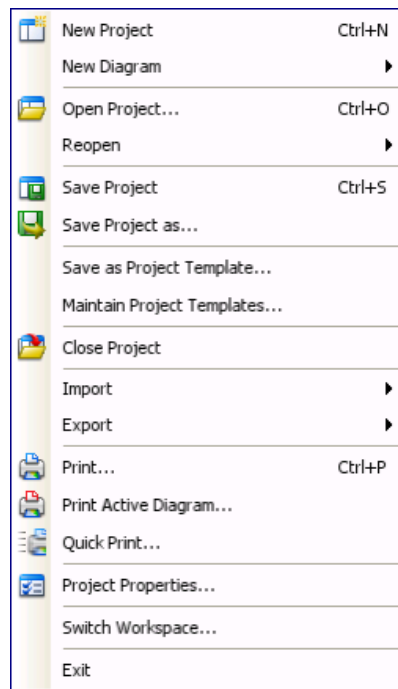 New Project Ctrl+N
New Diagram
Open Project... Ctrl+O
Reopen
Save Project Ctrl+S
Save Project as...
Save as Project Template...
Maintain Project Templates...
Close Project
Import
Export
Print... Ctrl+P
Print Active Diagram...
Quick Print...
Project Properties...
Switch Workspace...
Exit